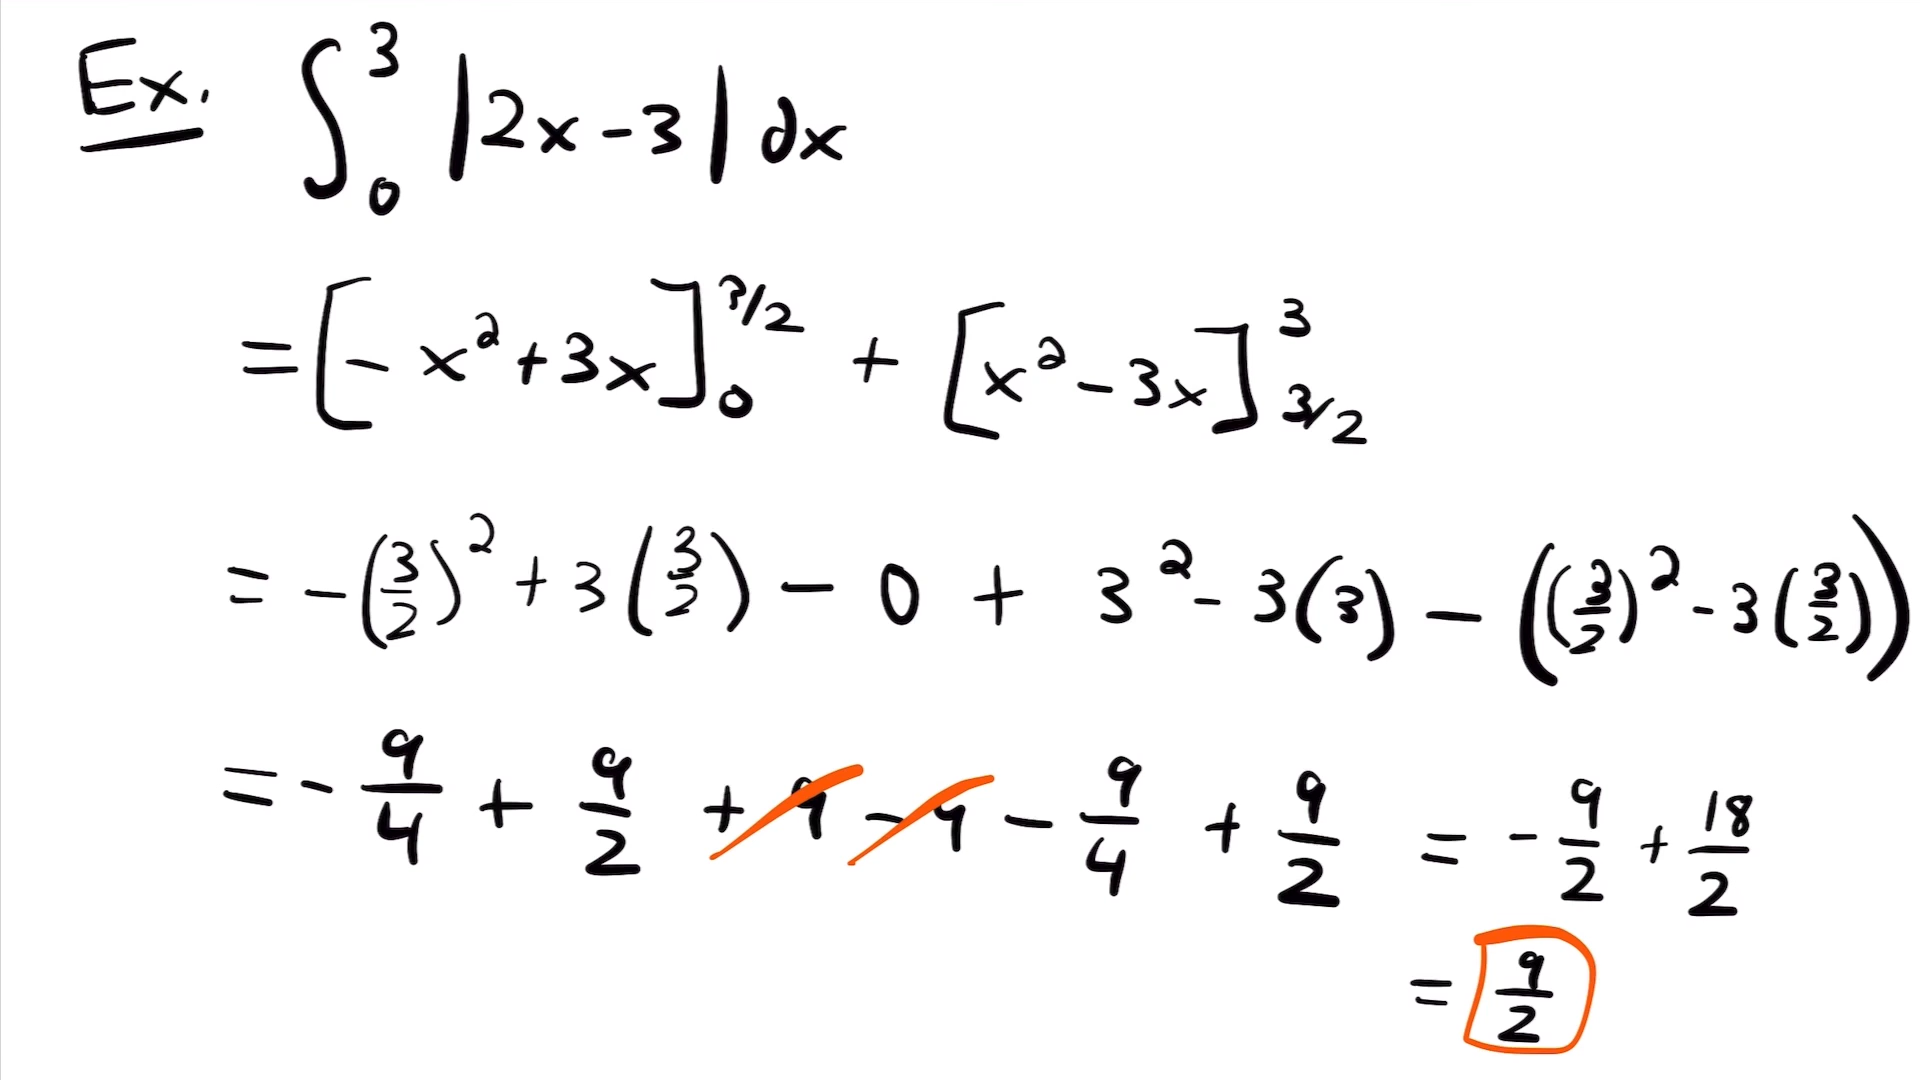 Ex. ∫₀³ |2x-3| dx
= [-x²+3x]₀^{3/2} + [x²-3x]_{3/2}^{3}
= -(3/2)² + 3(3/2) - 0 + 3² - 3(3) - ((3/2)² - 3(3/2))
= -9/4 + 9/2 + 9 - 9 - 9/4 + 9/2 = -9/2 + 18/2
= 9/2